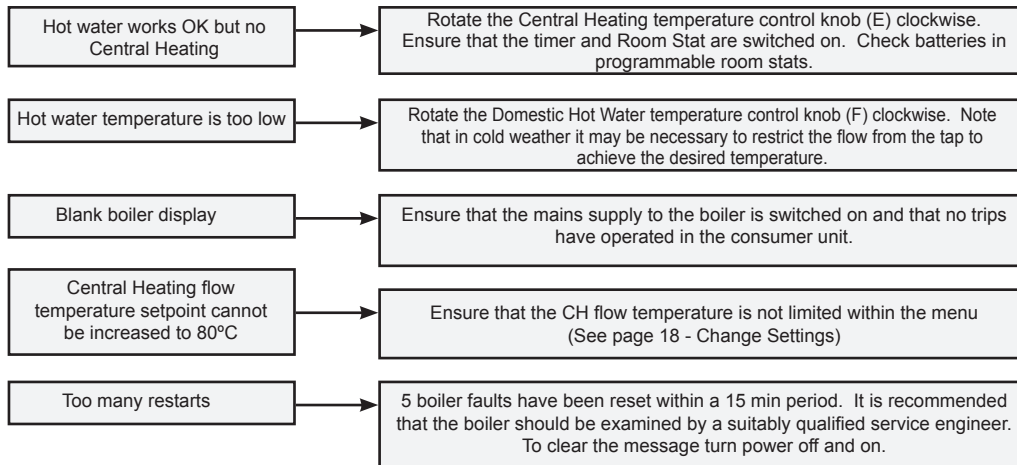 Hot water works OK but no
Central Heating
Rotate the Central Heating temperature control knob (E) clockwise.
Ensure that the timer and Room Stat are switched on.  Check batteries in
programmable room stats.
Hot water temperature is too low
Rotate the Domestic Hot Water temperature control knob (F) clockwise.  Note
that in cold weather it may be necessary to restrict the flow from the tap to
achieve the desired temperature.
Blank boiler display
Ensure that the mains supply to the boiler is switched on and that no trips
have operated in the consumer unit.
Central Heating flow
temperature setpoint cannot
be increased to 80ºC
Ensure that the CH flow temperature is not limited within the menu
(See page 18 - Change Settings)
Too many restarts
5 boiler faults have been reset within a 15 min period.  It is recommended
that the boiler should be examined by a suitably qualified service engineer.
To clear the message turn power off and on.